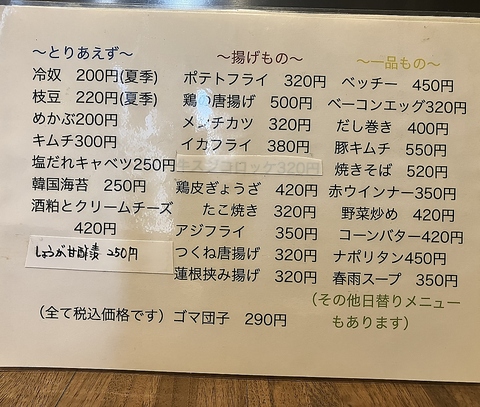 ～とりあえず～
冷奴 200円(夏季)
枝豆 220円(夏季)
めかぶ200円
キムチ300円
塩だれキャベツ250円
韓国海苔 250円
酒粕とクリームチーズ
420円
しょうが甘酢漬 250円
～揚げもの～
ポテトフライ 320円
鶏の唐揚げ 500円
メンチカツ 320円
イカフライ 380円
コロッケ320円
鶏皮ぎょうざ 420円
たこ焼き 320円
アジフライ 350円
つくね唐揚げ 320円
蓮根挟み揚げ 320円
～一品もの～
ベッチー 450円
ベーコンエッグ320円
だし巻き 400円
豚キムチ 550円
焼きそば 520円
赤ウインナー350円
野菜炒め 420円
コーンバター420円
ナポリタン450円
春雨スープ 350円
（その他日替りメニュー
もあります）
（全て税込価格です）ゴマ団子 290円